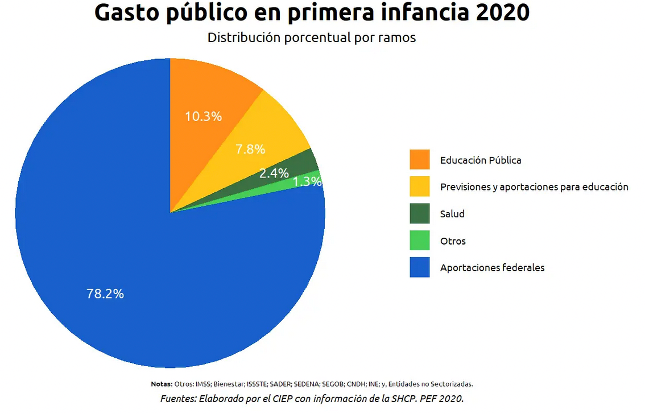 Gasto público en primera infancia 2020
Distribución porcentual por ramos
10.3%
7.8%
2.4%
1.3%
78.2%
Educación Pública
Previsiones y aportaciones para educación
Salud
Otros
Aportaciones federales
Notas: Otros: IMSS; Bienestar; ISSSTE; SADER; SEDENA; SEGOB; CNDH; INE; y, Entidades no Sectorizadas.
Fuentes: Elaborado por el CIEP con información de la SHCP. PEF 2020.